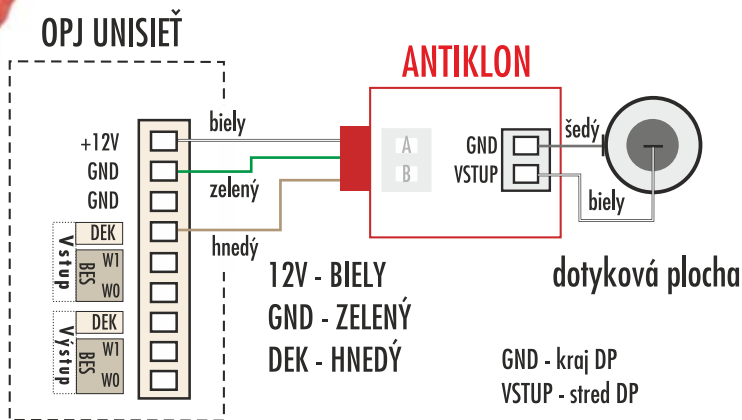 OPJ UNISIEŤ
ANTIKLON
+12V
GND
GND
DEK
W1
W0
BES
Vstup
DEK
W1
W0
BES
Výstup
biely
zelený
hnedý
A
B
GND
VSTUP
šedý
biely
12V - BIELY
GND - ZELENÝ
DEK - HNEDÝ
dotyková plocha
GND - kraj DP
VSTUP - stred DP